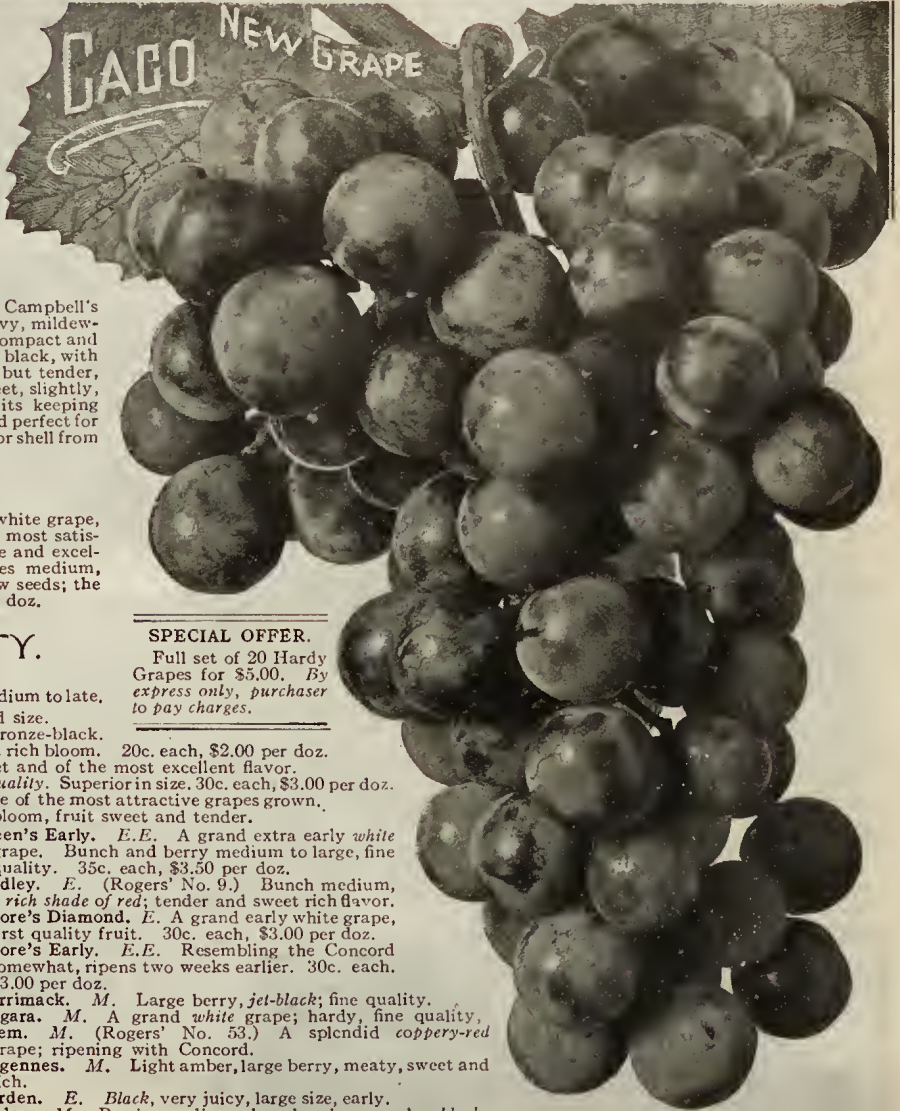 CACO
NEW GRAPE
Campbell's
vy, mildew-
ompact and
black, with
but tender,
et, slightly,
its keeping
d perfect for
or shell from
white grape,
most satis-
e and excel-
es medium,
w seeds; the
doz.
Y.
SPECIAL OFFER.
Full set of 20 Hardy
Grapes for $5.00. By
express only, purchaser
to pay charges.
dium to late.
d size.
ronze-black.
rich bloom. 20c. each, $2.00 per doz.
et and of the most excellent flavor.
uality. Superior in size. 30c. each, $3.00 per doz.
e of the most attractive grapes grown.
bloom, fruit sweet and tender.
een's Early. E.E. A grand extra early white
rape. Bunch and berry medium to large, fine
uality. 35c. each, $3.50 per doz.
dley. E. (Rogers' No. 9.) Bunch medium,
rich shade of red; tender and sweet rich flavor.
ore's Diamond. E. A grand early white grape,
rst quality fruit. 30c. each, $3.00 per doz.
ore's Early. E.E. Resembling the Concord
omewhat, ripens two weeks earlier. 30c. each.
3.00 per doz.
rrimack. M. Large berry, jet-black; fine quality.
gara. M. A grand white grape; hardy, fine quality,
em. M. (Rogers' No. 53.) A splendid coppery-red
rape; ripening with Concord.
gennes. M. Light amber, large berry, meaty, sweet and
ch.
rden. E. Black, very juicy, large size, early.